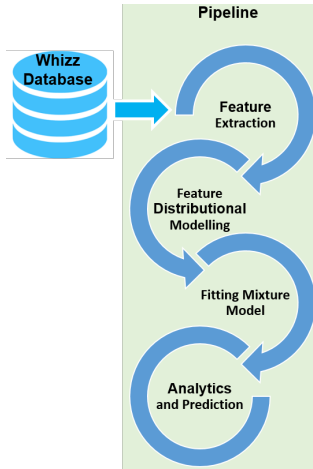 Pipeline
Whizz
Database
Feature
Extraction
Feature
Distributional
Modelling
Fitting Mixture
Model
Analytics
and Prediction